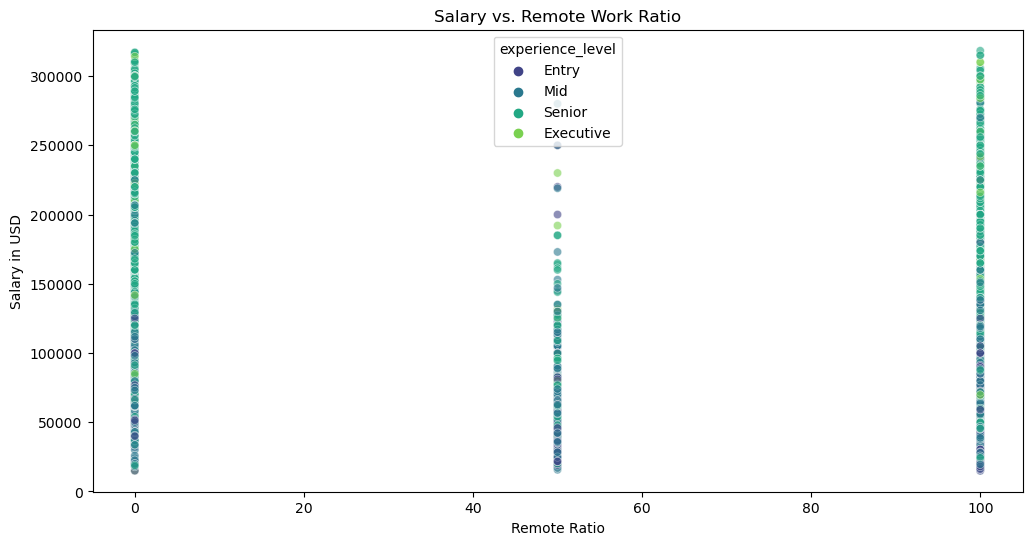 Salary vs. Remote Work Ratio
experience_level
Entry
Mid
Senior
Executive
Salary in USD
300000
250000
200000
150000
100000
50000
0
0
20
40
60
80
100
Remote Ratio